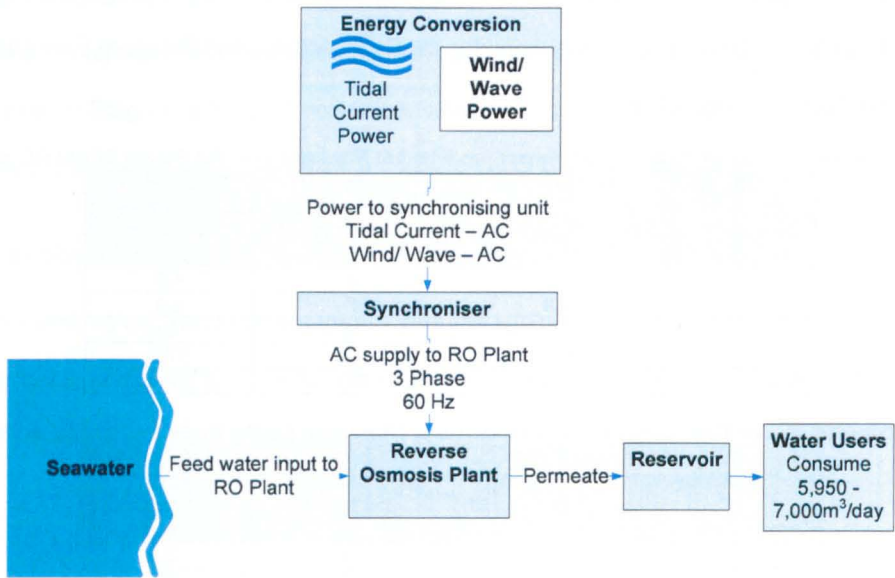 Energy Conversion
Tidal
Current
Power
Wind/
Wave
Power
Power to synchronising unit
Tidal Current – AC
Wind/ Wave – AC
Synchroniser
AC supply to RO Plant
3 Phase
60 Hz
Seawater
Feed water input to
RO Plant
Reverse
Osmosis Plant
Permeate
Reservoir
Water Users
Consume
5,950 -
7,000m³/day